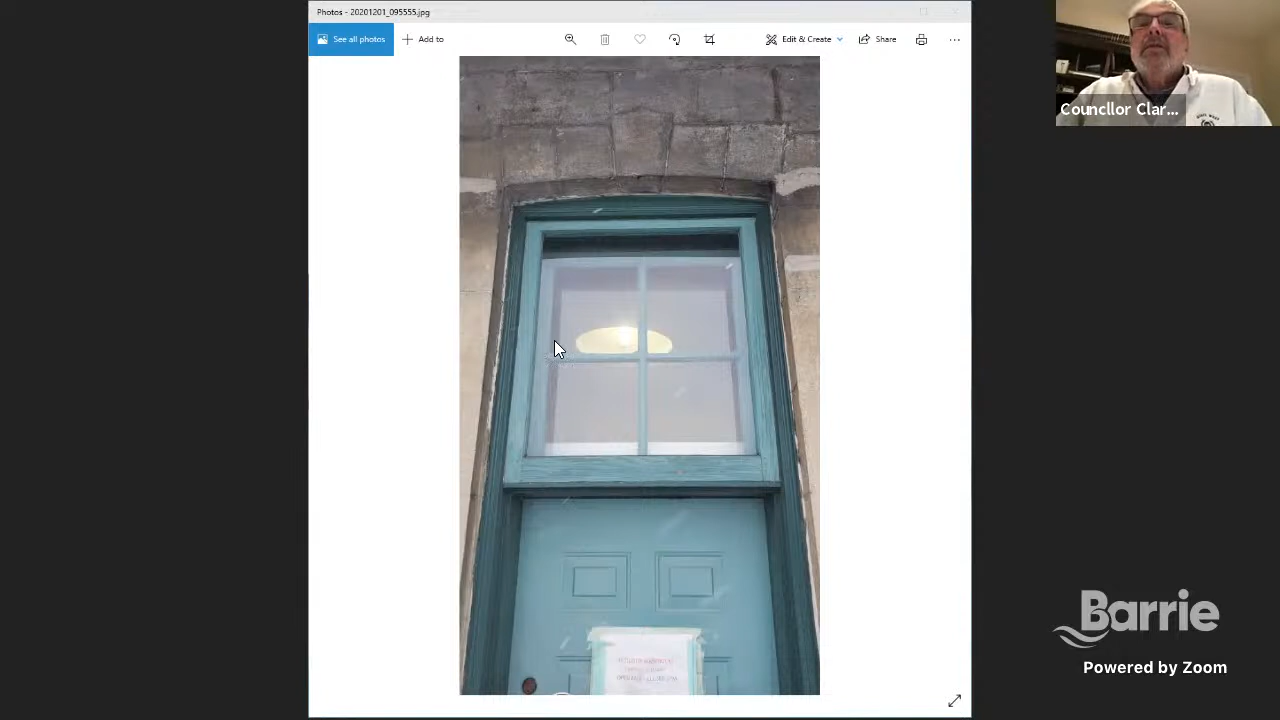 Photos - 20201201_095555.jpg
See all photos
Add to
Edit & Create
Share
Councllor Clar...
Barrie
Powered by Zoom